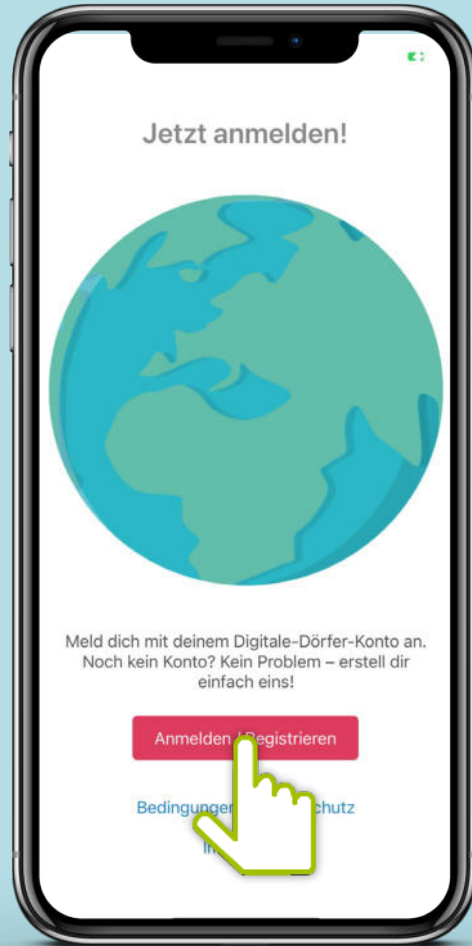 Jetzt anmelden!
Meld dich mit deinem Digitale-Dörfer-Konto an.
Noch kein Konto? Kein Problem – erstell dir
einfach eins!
Anmelden / Registrieren